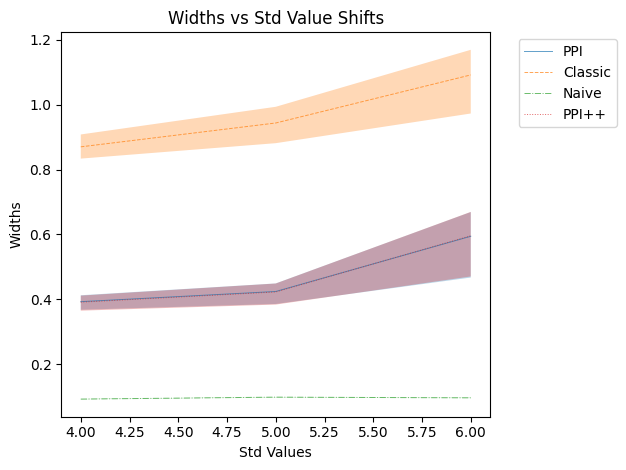 Widths vs Std Value Shifts
1.2
1.0
0.8
0.6
0.4
0.2
Widths
4.00 4.25 4.50 4.75 5.00 5.25 5.50 5.75 6.00
Std Values
PPI
Classic
Naive
PPI++